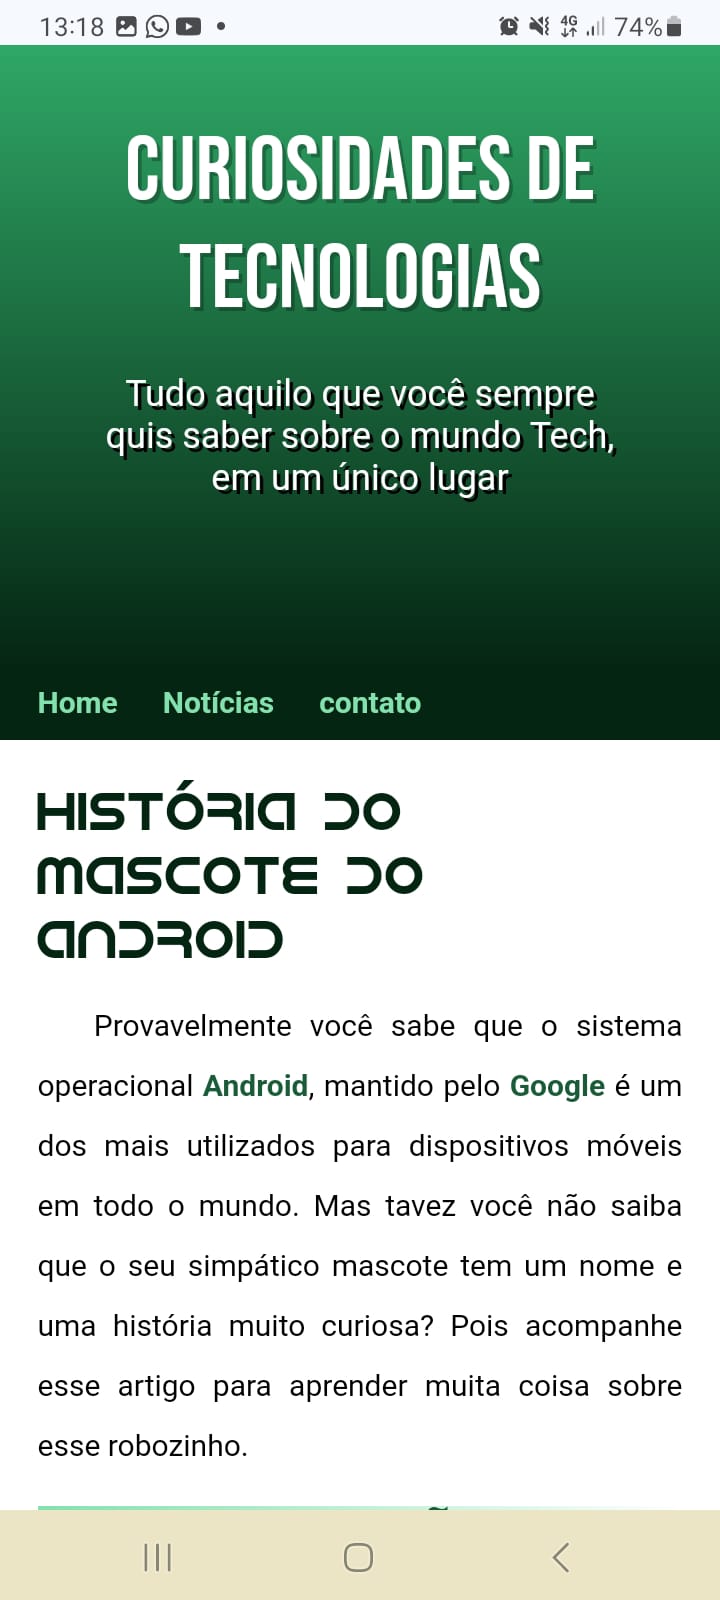 13:18
4G
74%
CURIOSIDADES DE
TECNOLOGIAS
Tudo aquilo que você sempre
quis saber sobre o mundo Tech,
em um único lugar
Home Notícias contato
HISTÓRIA DO
MASCOTE DO
ANDROID
Provavelmente você sabe que o sistema
operacional Android, mantido pelo Google é um
dos mais utilizados para dispositivos móveis
em todo o mundo. Mas tavez você não saiba
que o seu simpático mascote tem um nome e
uma história muito curiosa? Pois acompanhe
esse artigo para aprender muita coisa sobre
esse robozinho.